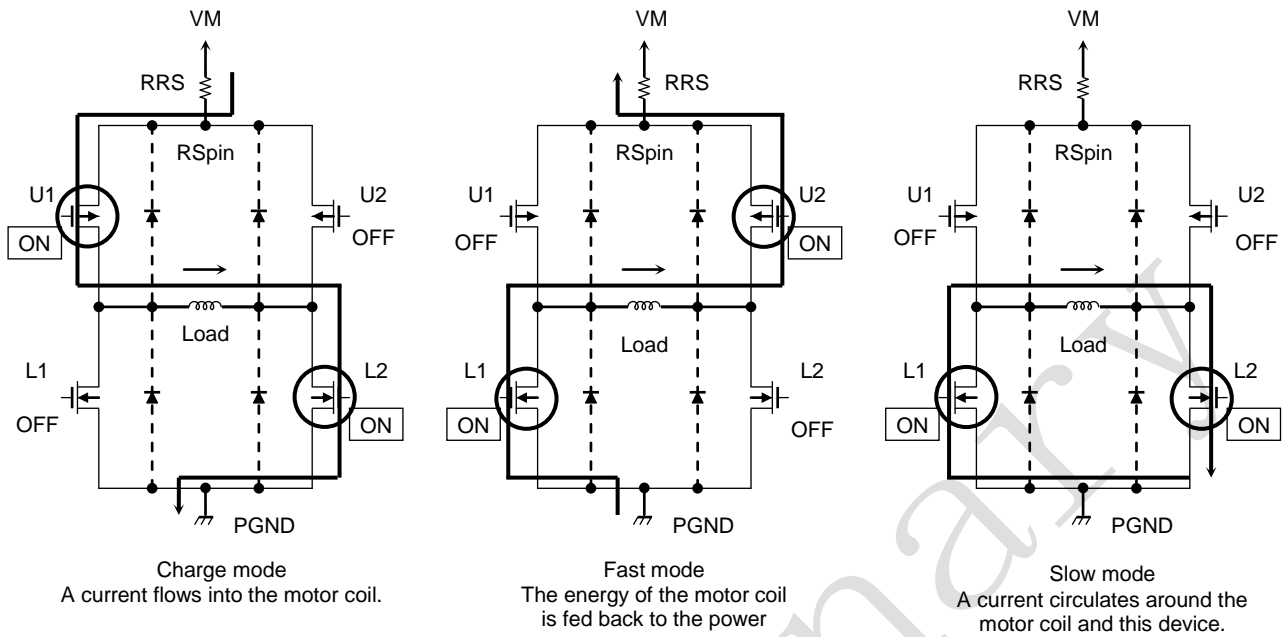 VM
RRS
RSpin
U1
U2
ON
OFF
Load
L1
L2
OFF
ON
PGND
Charge mode
A current flows into the motor coil.
VM
RRS
RSpin
U1
U2
OFF
ON
Load
L1
L2
ON
OFF
PGND
Fast mode
The energy of the motor coil
is fed back to the power
VM
RRS
RSpin
U1
U2
OFF
OFF
Load
L1
L2
ON
ON
PGND
Slow mode
A current circulates around the
motor coil and this device.
nary